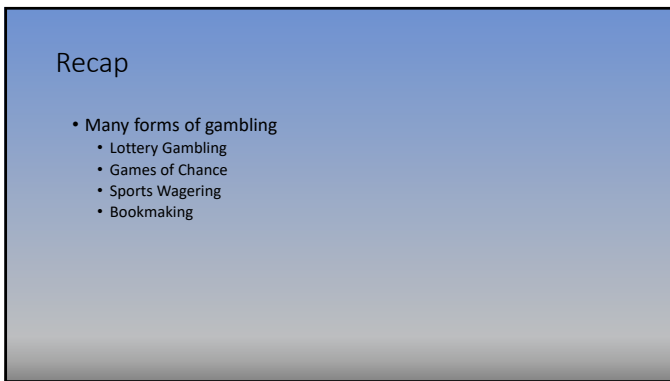 Recap
• Many forms of gambling
• Lottery Gambling
• Games of Chance
• Sports Wagering
• Bookmaking